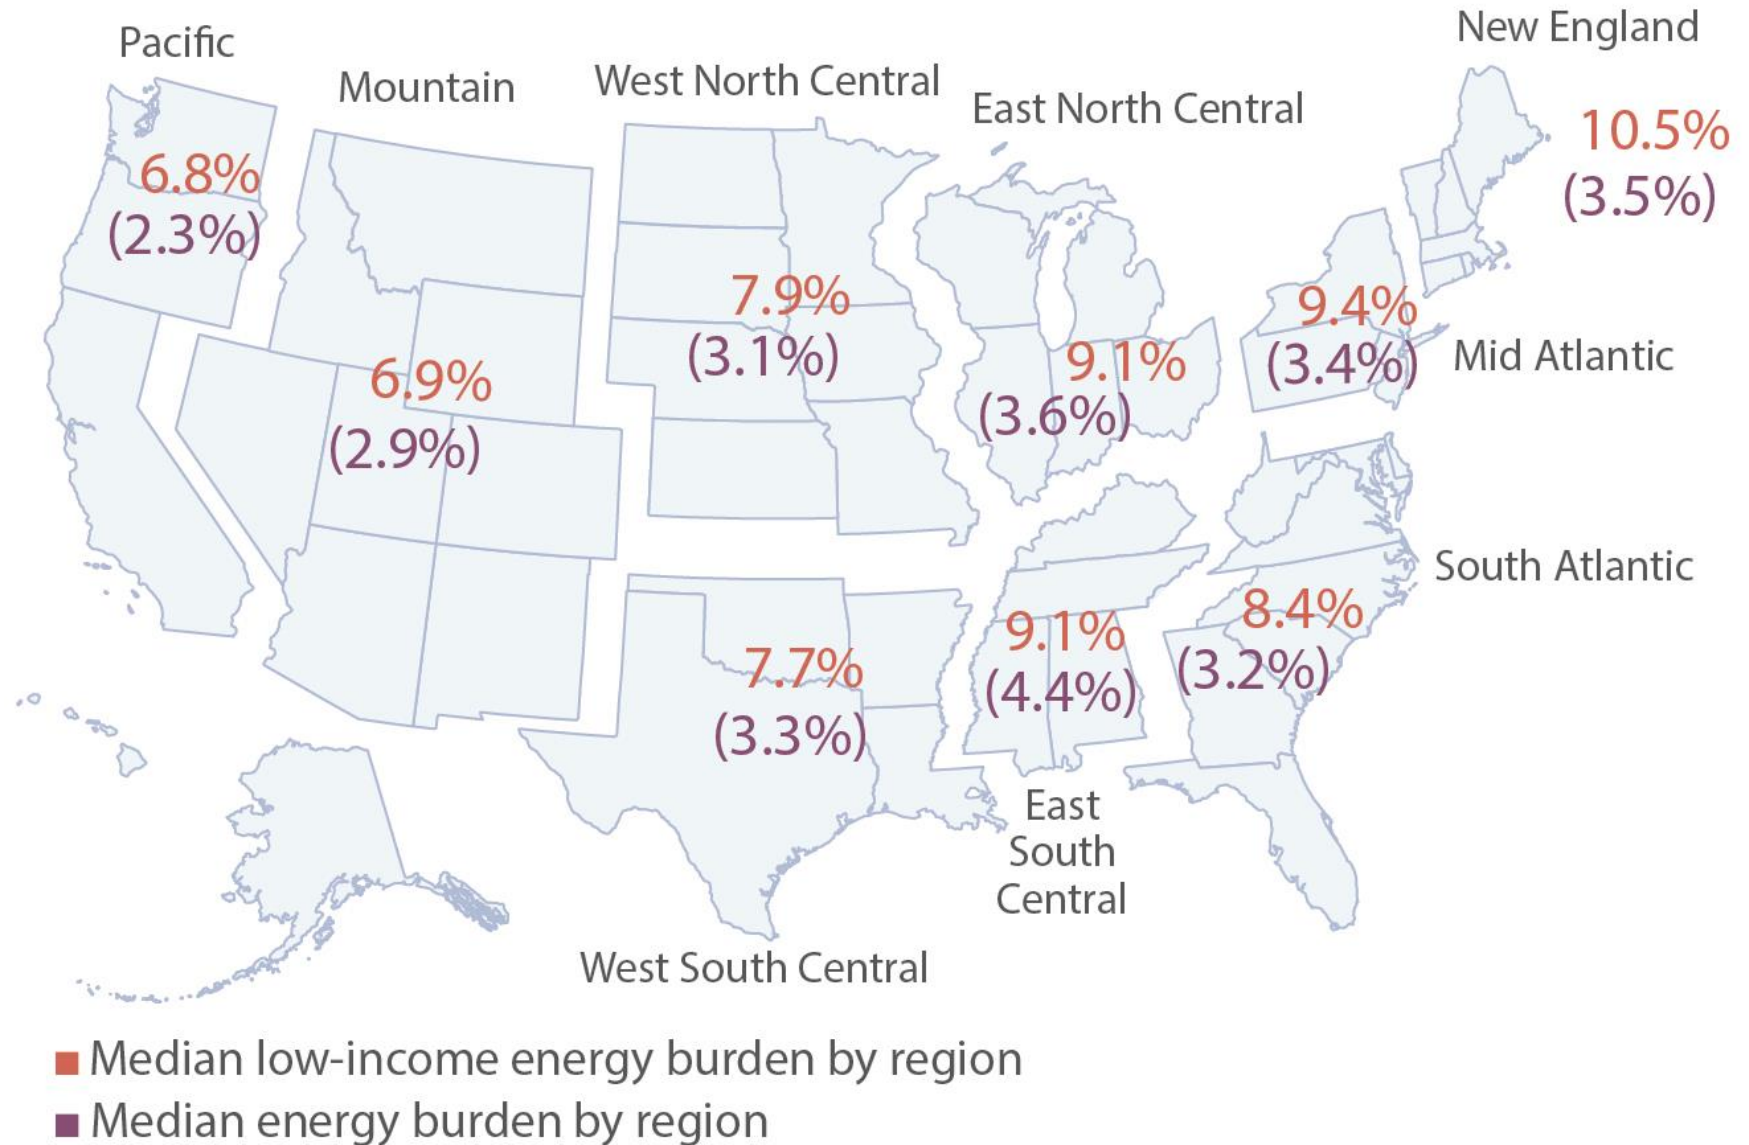 Pacific
6.8%
(2.3%)
Mountain
6.9%
(2.9%)
West North Central
7.9%
(3.1%)
East North Central
9.1%
(3.6%)
New England
10.5%
(3.5%)
9.4%
(3.4%)
Mid Atlantic
South Atlantic
8.4%
(3.2%)
9.1%
(4.4%)
East
South
Central
7.7%
(3.3%)
West South Central
Median low-income energy burden by region
Median energy burden by region